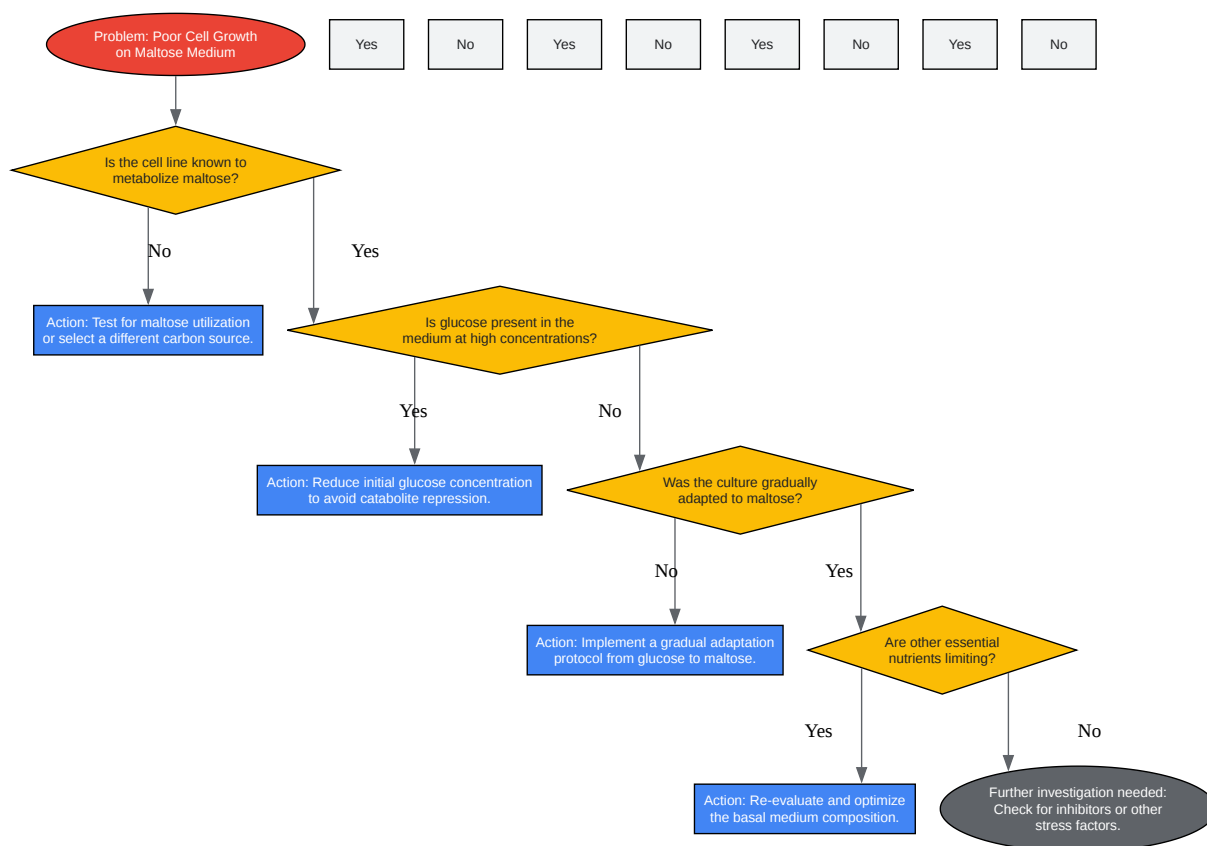 Problem: Poor Cell Growth
on Maltose Medium
Yes
No
Yes
No
Yes
No
Yes
No
Is the cell line known to
metabolize maltose?
No
Yes
Action: Test for maltose utilization
or select a different carbon source.
Is glucose present in the
medium at high concentrations?
Yes
No
Action: Reduce initial glucose concentration
to avoid catabolite repression.
Was the culture gradually
adapted to maltose?
No
Yes
Action: Implement a gradual adaptation
protocol from glucose to maltose.
Are other essential
nutrients limiting?
Yes
No
Action: Re-evaluate and optimize
the basal medium composition.
Further investigation needed:
Check for inhibitors or other
stress factors.